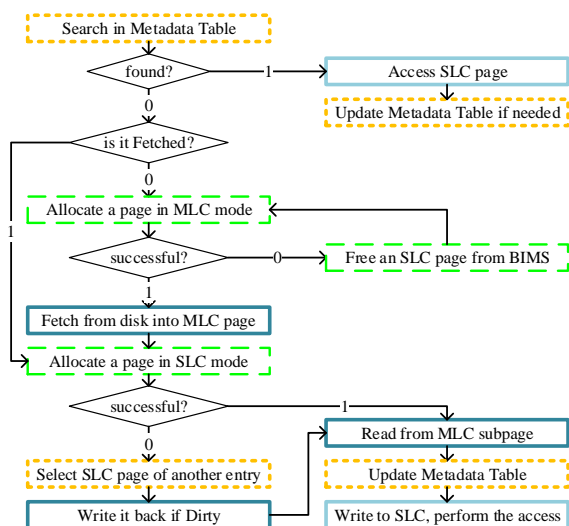 Search in Metadata Table
found?
1
Access SLC page
0
Update Metadata Table if needed
is it Fetched?
0
Allocate a page in MLC mode
1
successful?
0
Free an SLC page from BIMS
1
Fetch from disk into MLC page
Allocate a page in SLC mode
successful?
1
0
Read from MLC subpage
Select SLC page of another entry
Update Metadata Table
Write it back if Dirty
Write to SLC, perform the access